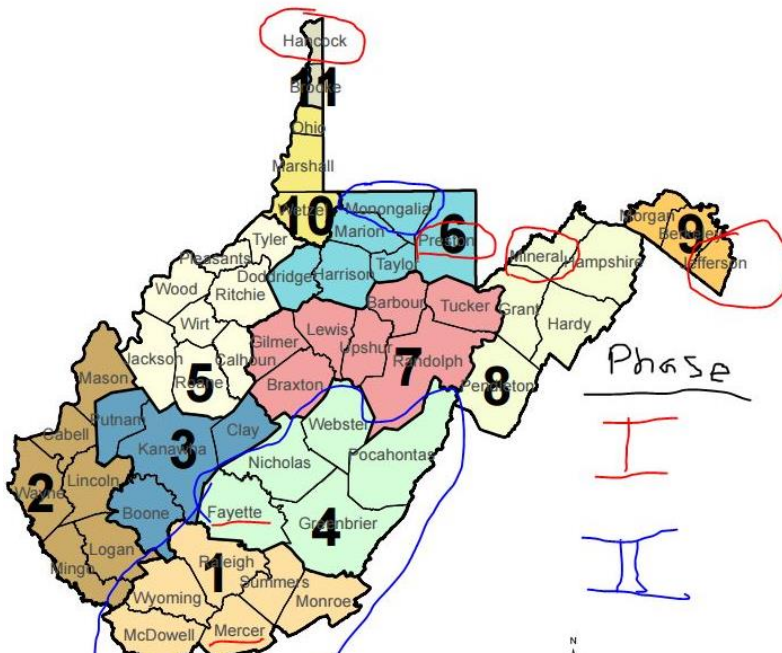 Hancock
11
Brooke
Ohio
Marshall
Wetzel
10
Monongalia
6
Marion
Preston
Tyler
Pleasants
Doddridge
Harrison
Taylo
Mineral
Hampshire
Morgan
9
Berkeley
Jefferson
Wood
Ritchie
Barbour
Tucker
Grant
Hardy
Wirt
Lewis
Gilmer
Upshur
Randolph
7
Jackson
Calhoun
Roane
5
Braxton
Pendleton
8
Phase
Mason
Putnam
Clay
Webster
Kanawha
3
Pocahontas
I
Cabell
Nicholas
Wayne
2
Lincoln
Boone
Fayette
Greenbrier
4
II
Logan
Mingo
Raleigh
1
Summers
Wyoming
Monroe
McDowell
Mercer
N